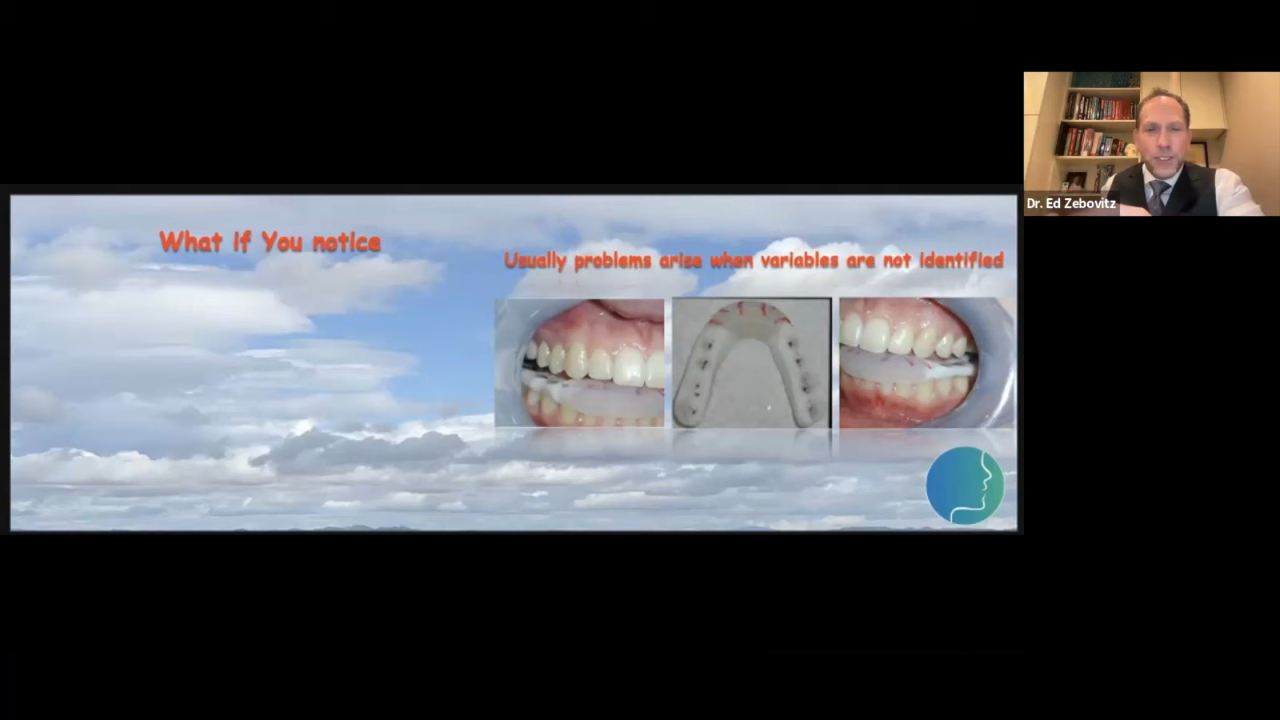 What if You notice
Usually problems arise when variables are not identified
Dr. Ed Zebovitz